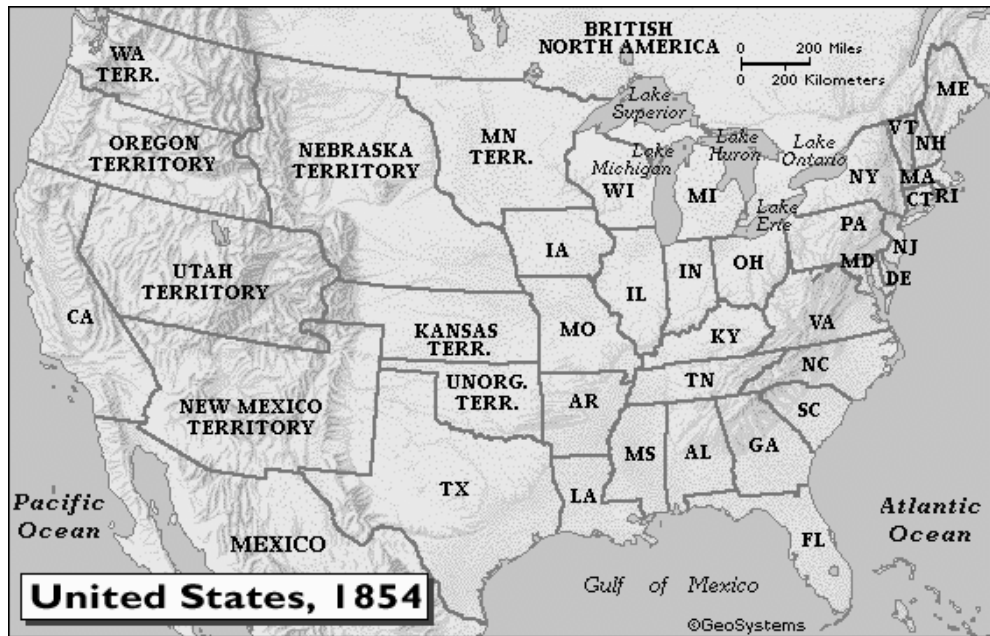 BRITISH
NORTH AMERICA
0 200 Miles
0 200 Kilometers
WA
TERR.
OREGON
TERRITORY
NEBRASKA
TERRITORY
MN
TERR.
Lake
Superior
Lake
Michigan
Lake
Huron
Lake
Ontario
Lake
Erie
ME
VT
NH
MA
CT
RI
NY
WI
MI
PA
NJ
MD
DE
IA
IL
IN
OH
UTAH
TERRITORY
CA
KANSAS
TERR.
MO
KY
VA
NC
TN
UNORG.
TERR.
AR
SC
NEW MEXICO
TERRITORY
MS
AL
GA
TX
LA
FL
Pacific
Ocean
MEXICO
Atlantic
Ocean
Gulf of Mexico
United States, 1854
©GeoSystems